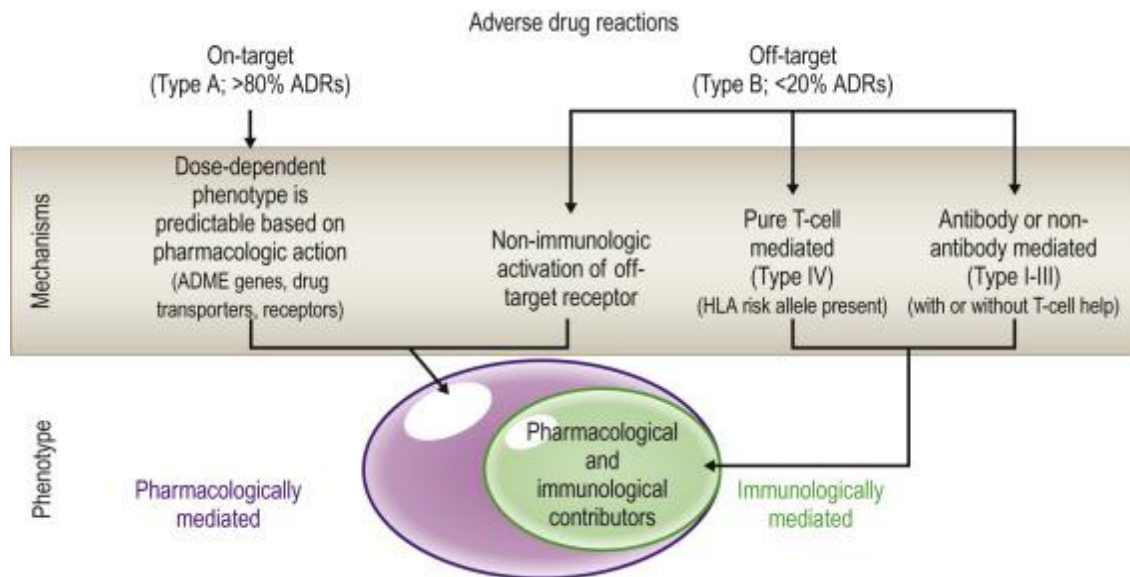 Adverse drug reactions
On-target
(Type A; >80% ADRs)
Off-target
(Type B; <20% ADRs)
Mechanisms
Dose-dependent
phenotype is
predictable based on
pharmacologic action
(ADME genes, drug
transporters, receptors)
Non-immunologic
activation of off-
target receptor
Pure T-cell
mediated
(Type IV)
(HLA risk allele present)
Antibody or non-
antibody mediated
(Type I-III)
(with or without T-cell help)
Phenotype
Pharmacologically
mediated
Pharmacological
and
immunological
contributors
Immunologically
mediated